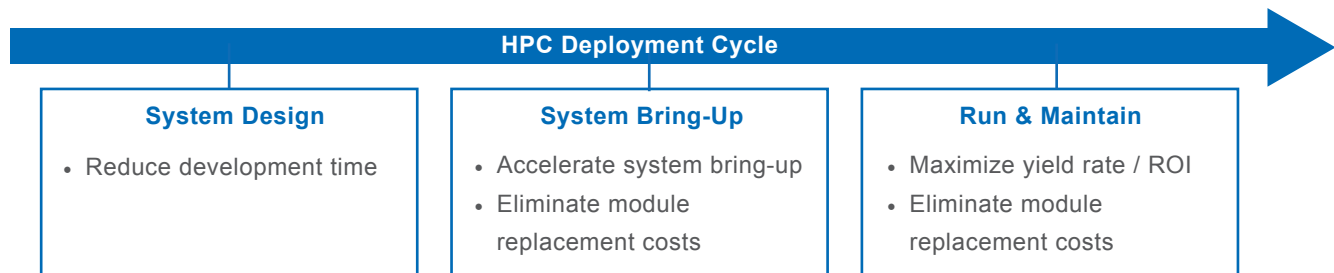 HPC Deployment Cycle
System Design
• Reduce development time
System Bring-Up
• Accelerate system bring-up
• Eliminate module
replacement costs
Run & Maintain
• Maximize yield rate / ROI
• Eliminate module
replacement costs